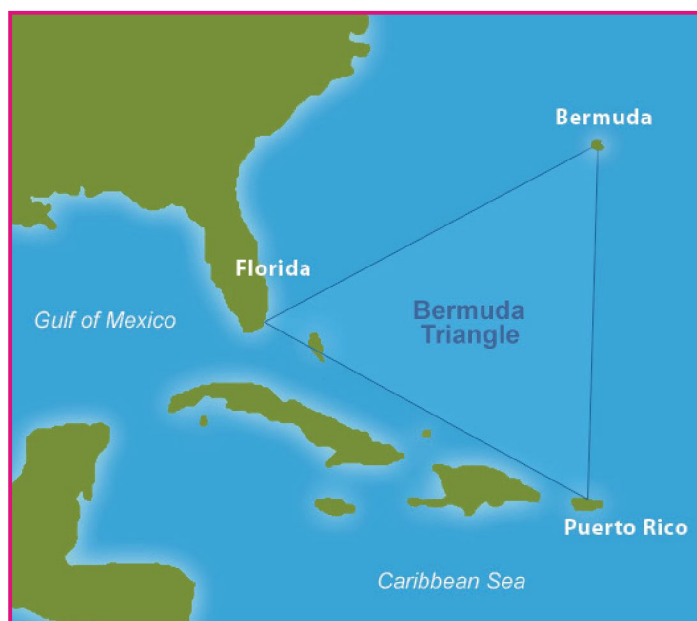 Bermuda
Florida
Gulf of Mexico
Bermuda
Triangle
Puerto Rico
Caribbean Sea